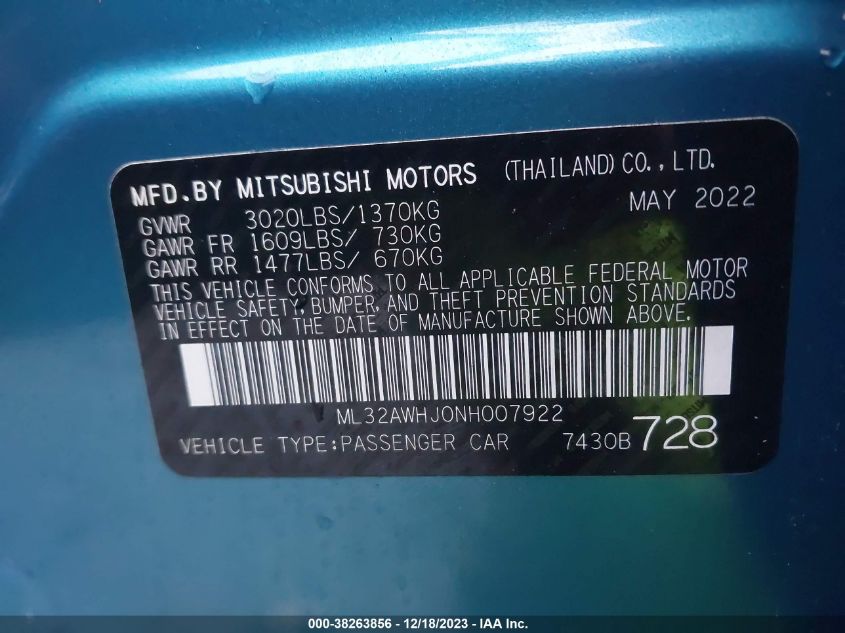 MFD.BY MITSUBISHI MOTORS (THAILAND) CO., LTD.
GVWR 3020LBS/1370KG MAY 2022
GAWR FR 1609LBS/ 730KG
GAWR RR 1477LBS/ 670KG
THIS VEHICLE CONFORMS TO ALL APPLICABLE FEDERAL MOTOR
VEHICLE SAFETY, BUMPER, AND THEFT PREVENTION STANDARDS
IN EFFECT ON THE DATE OF MANUFACTURE SHOWN ABOVE.
ML32AWHJ0NH007922
VEHICLE TYPE:PASSENGER CAR 7430B 728
000-38263856 - 12/18/2023 - IAA Inc.